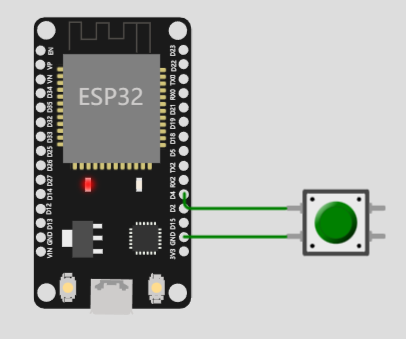 ESP32
EN
VP
VN
D34
D35
D32
D33
D25
D26
D27
D14
D12
D13
GND
VIN
D23
D22
TX0
RX0
D21
D19
D18
D5
TX2
RX2
D4
D2
D15
GND
3V3